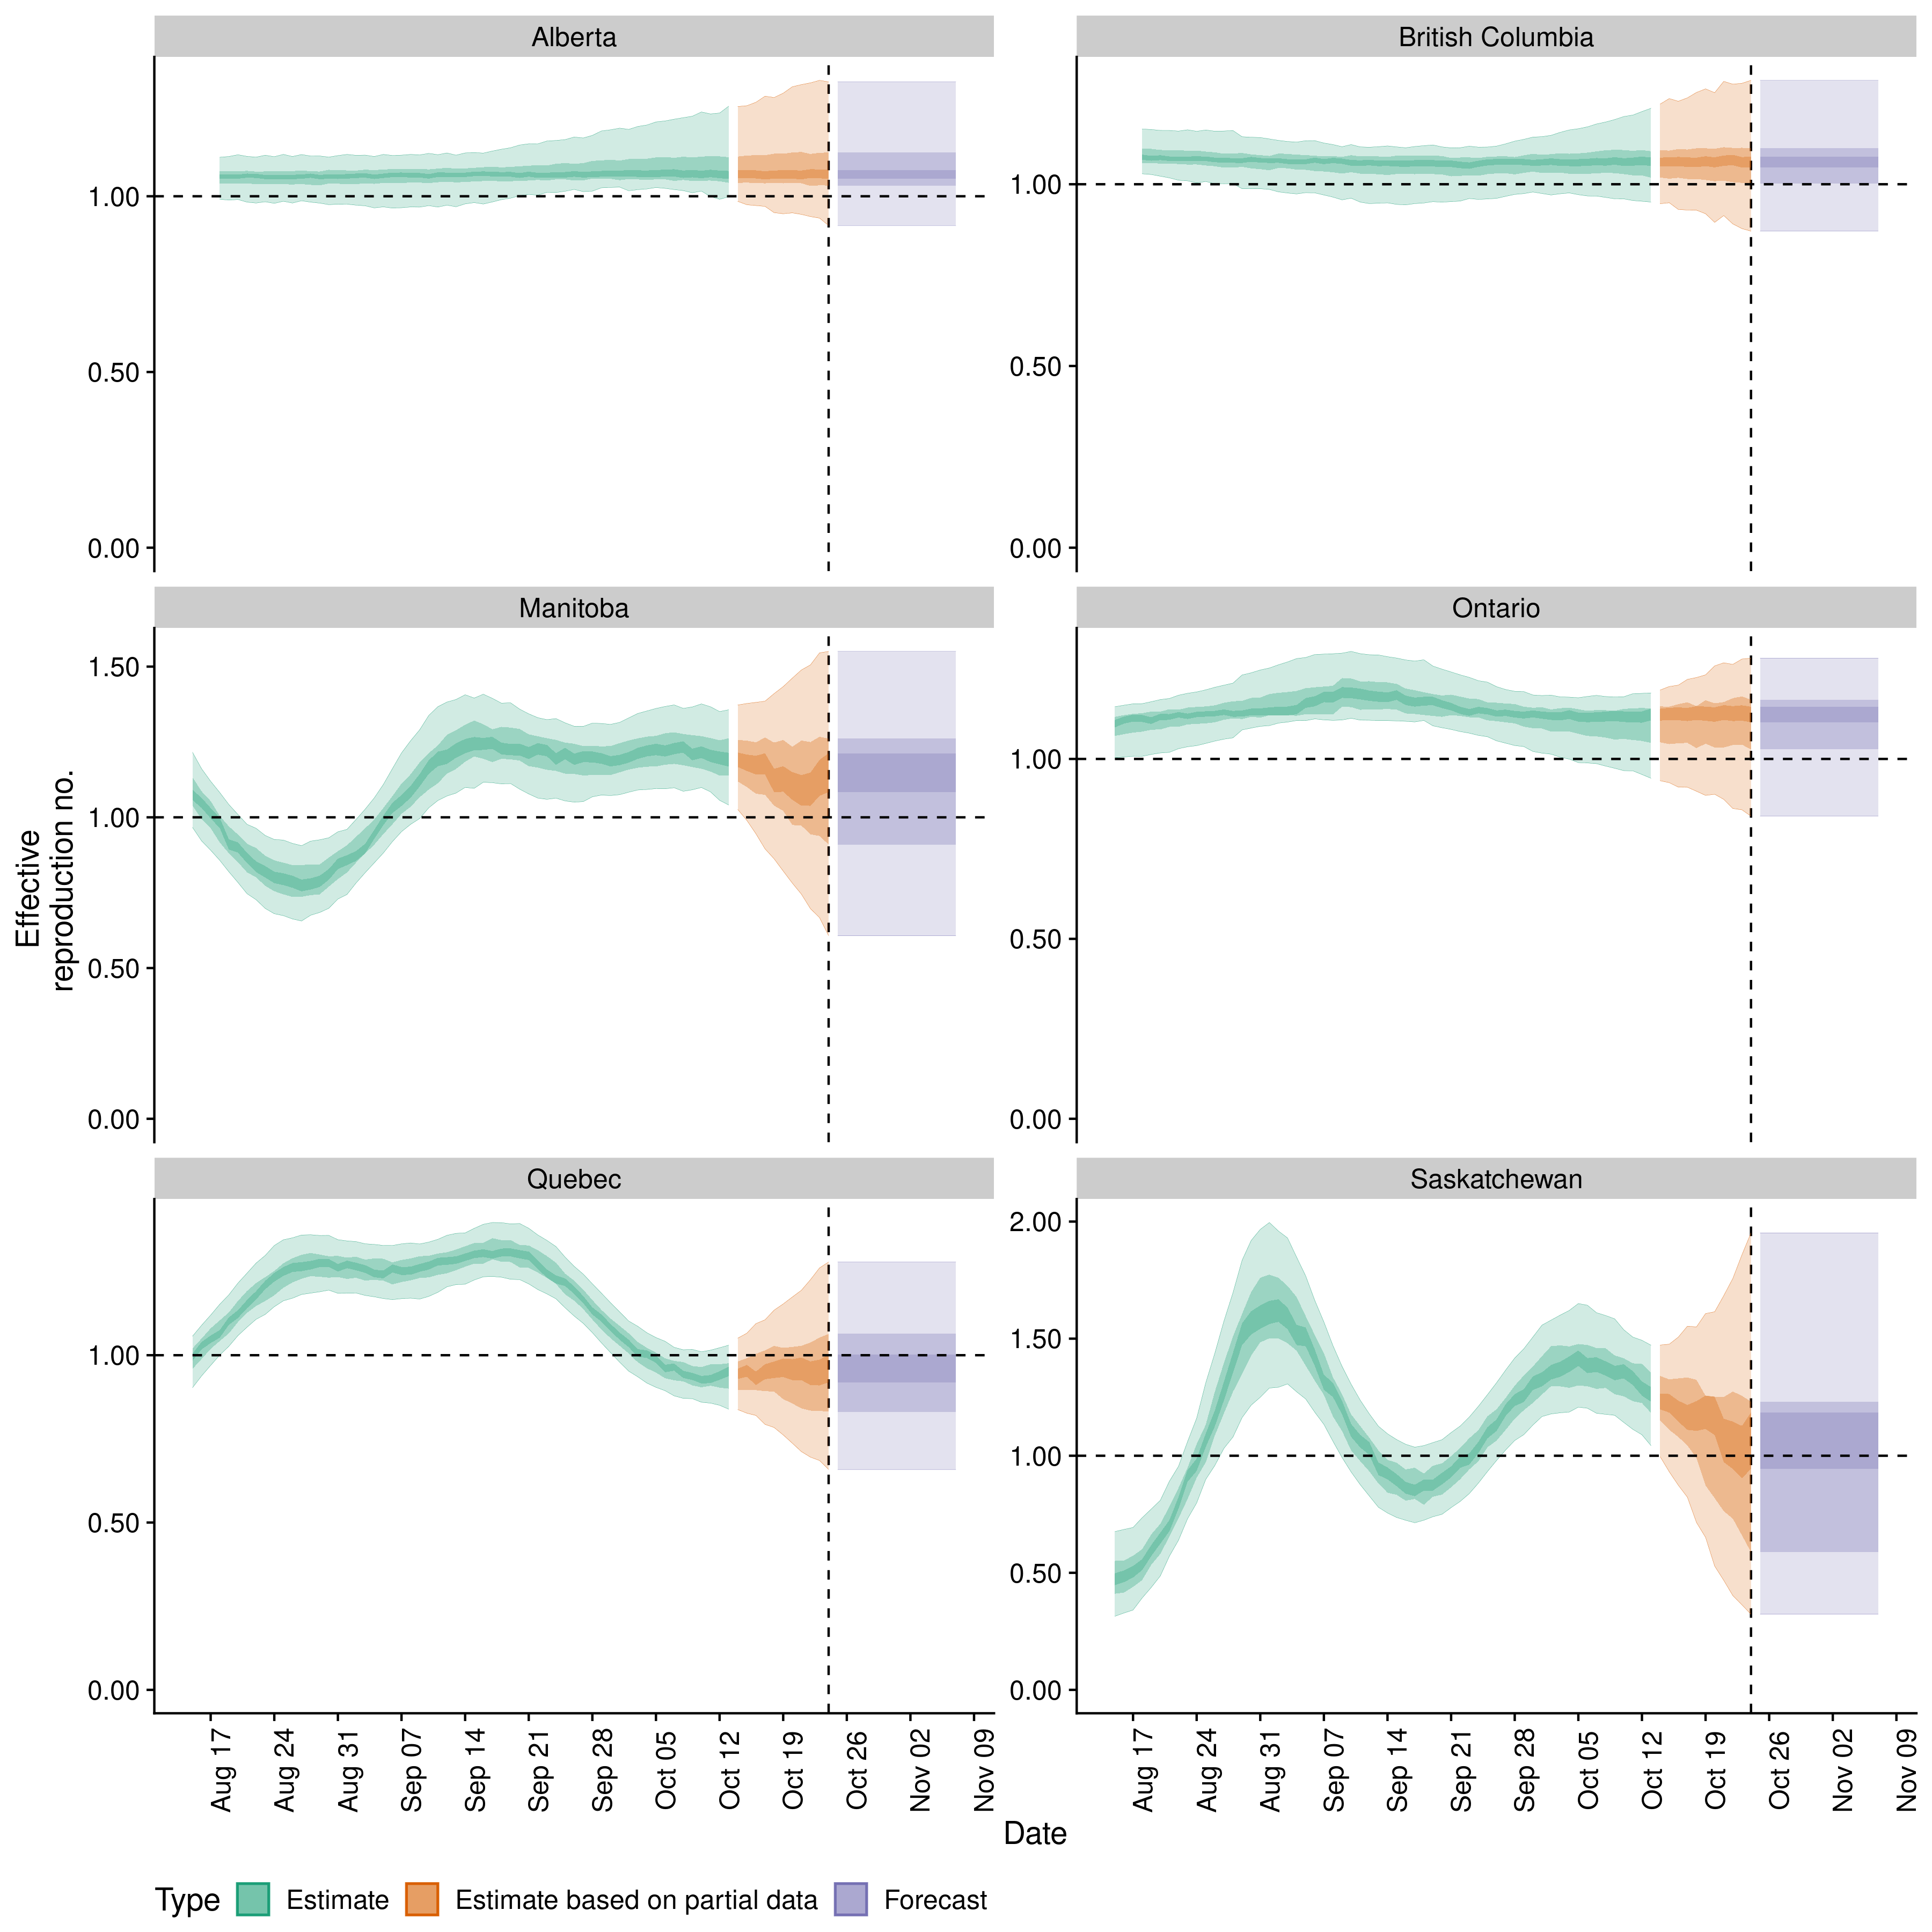 Alberta
British Columbia
1.00
0.50
0.00
1.00
0.50
0.00
Manitoba
Ontario
1.50
1.00
0.50
0.00
1.00
0.50
0.00
Effective
reproduction no.
Quebec
Saskatchewan
1.00
0.50
0.00
2.00
1.50
1.00
0.50
0.00
Aug 17
Aug 24
Aug 31
Sep 07
Sep 14
Sep 21
Sep 28
Oct 05
Oct 12
Oct 19
Oct 26
Nov 02
Nov 09
Aug 17
Aug 24
Aug 31
Sep 07
Sep 14
Sep 21
Sep 28
Oct 05
Oct 12
Oct 19
Oct 26
Nov 02
Nov 09
Date
Type Estimate Estimate based on partial data Forecast